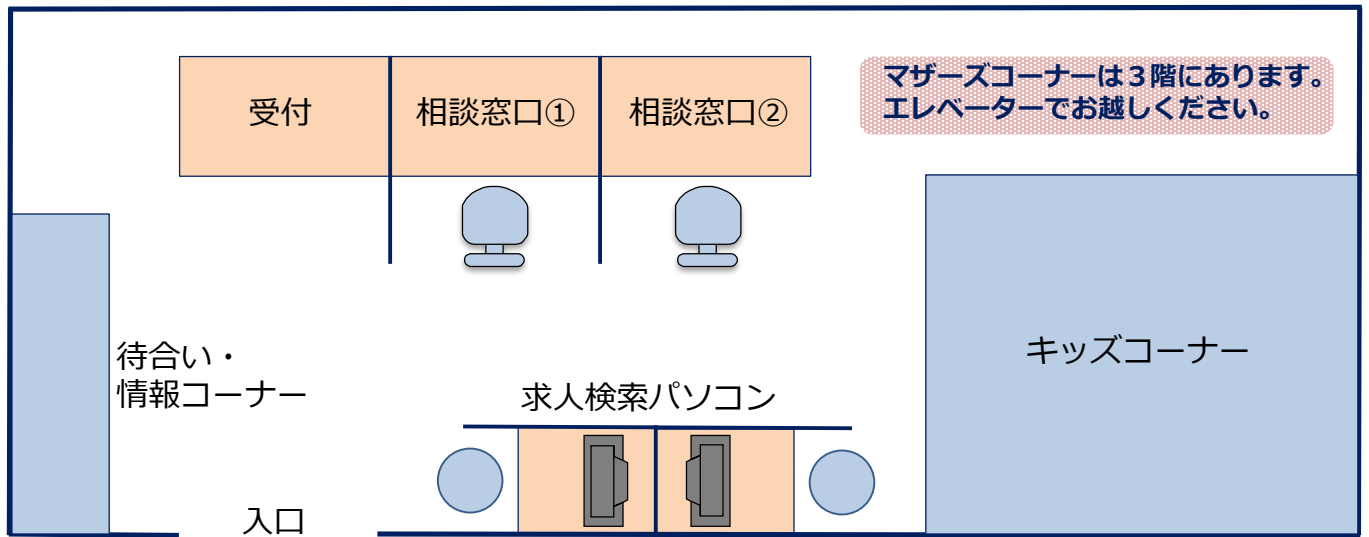 受付
相談窓口①
相談窓口②
マザーズコーナーは３階にあります。
エレベーターでお越しください。
待合い・
情報コーナー
キッズコーナー
求人検索パソコン
入口